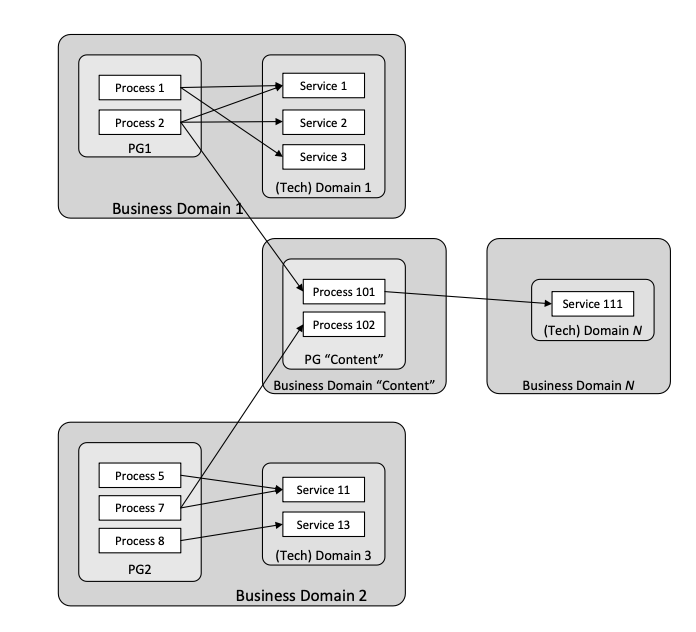 Process 1
Process 2
PG1
Service 1
Service 2
Service 3
(Tech) Domain 1
Business Domain 1
Process 101
Process 102
PG “Content”
Business Domain “Content”
Service 111
(Tech) Domain N
Business Domain N
Process 5
Process 7
Process 8
PG2
Service 11
Service 13
(Tech) Domain 3
Business Domain 2